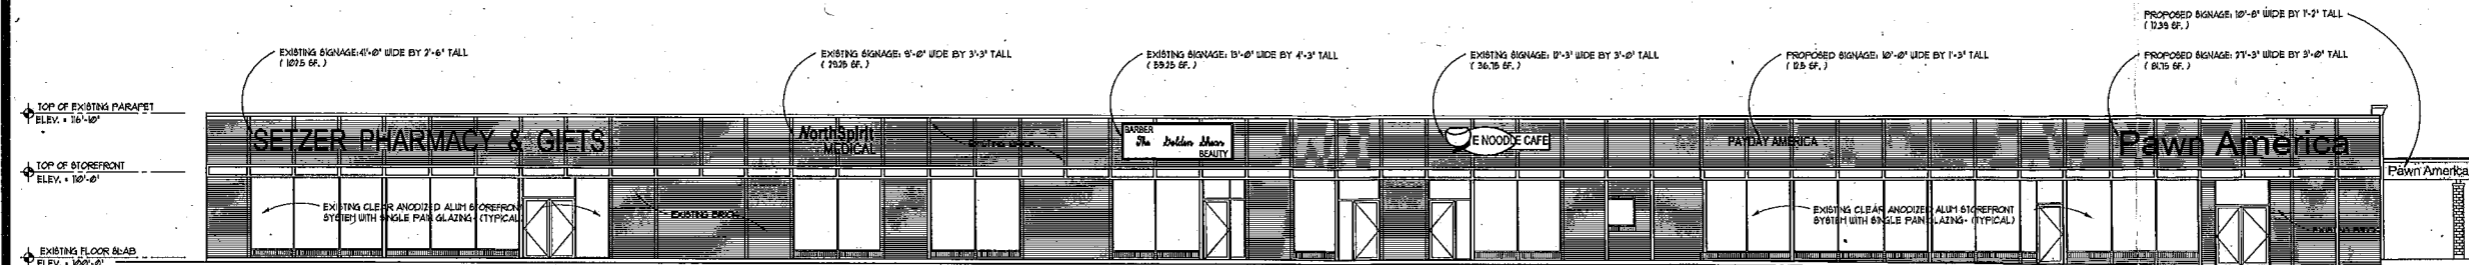 PROPOSED SIGNAGE: 10'-8" WIDE BY 1'-2" TALL
( 12.39 SF. )
EXISTING SIGNAGE: 41'-0" WIDE BY 2'-6" TALL
( 102.5 SF. )
EXISTING SIGNAGE: 9'-0" WIDE BY 3'-3" TALL
( 29.25 SF. )
EXISTING SIGNAGE: 13'-0" WIDE BY 4'-3" TALL
EXISTING SIGNAGE: 12'-3" WIDE BY 3'-0" TALL
( 36.75 SF. )
PROPOSED SIGNAGE: 10'-0" WIDE BY 1'-3" TALL
( 12.5 SF. )
PROPOSED SIGNAGE: 27'-3" WIDE BY 3'-0" TALL
( 81.75 SF. )
TOP OF EXISTING PARAPET
ELEV. = 116'-10"
SETZER PHARMACY & GIFTS
NorthSpirit
MEDICAL
EXISTING
BARBER
The Golden Shears
BEAUTY
E NOODLE CAFE
PAYDAY AMERICA
Pawn America
TOP OF STOREFRONT
ELEV. = 110'-0"
Pawn America
EXISTING CLEAR ANODIZED ALUM STOREFRONT
SYSTEM WITH SINGLE PAIN GLAZING- (TYPICAL)
EXISTING BRICK
EXISTING CLEAR ANODIZED ALUM STOREFRONT
SYSTEM WITH SINGLE PAIN GLAZING- (TYPICAL)
EXISTING BRICK
EXISTING FLOOR SLAB
ELEV. = 100'-0"